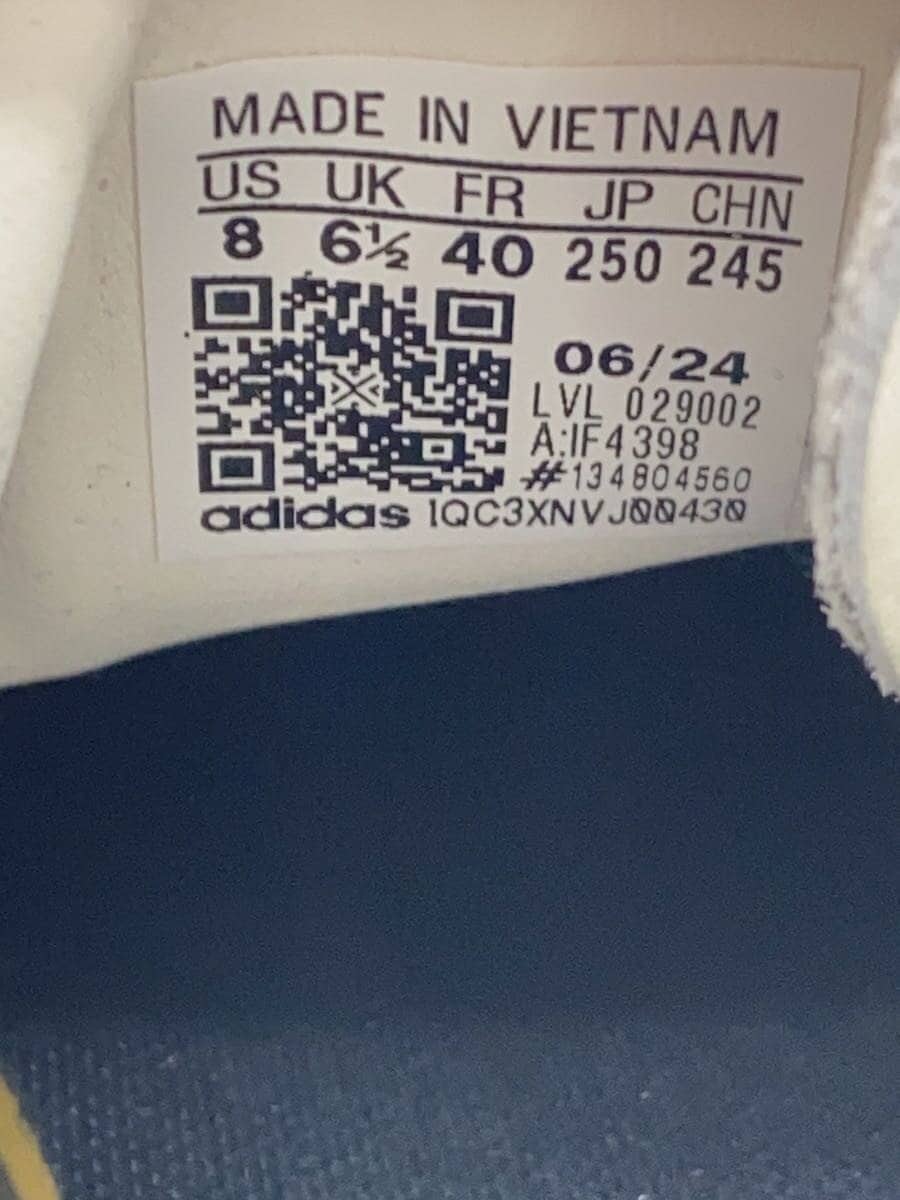 MADE IN VIETNAM
US UK FR JP CHN
8 6½ 40 250 245
06/24
LVL 029002
A:IF4398
#134804560
adidas 1QC3XNVJ00430